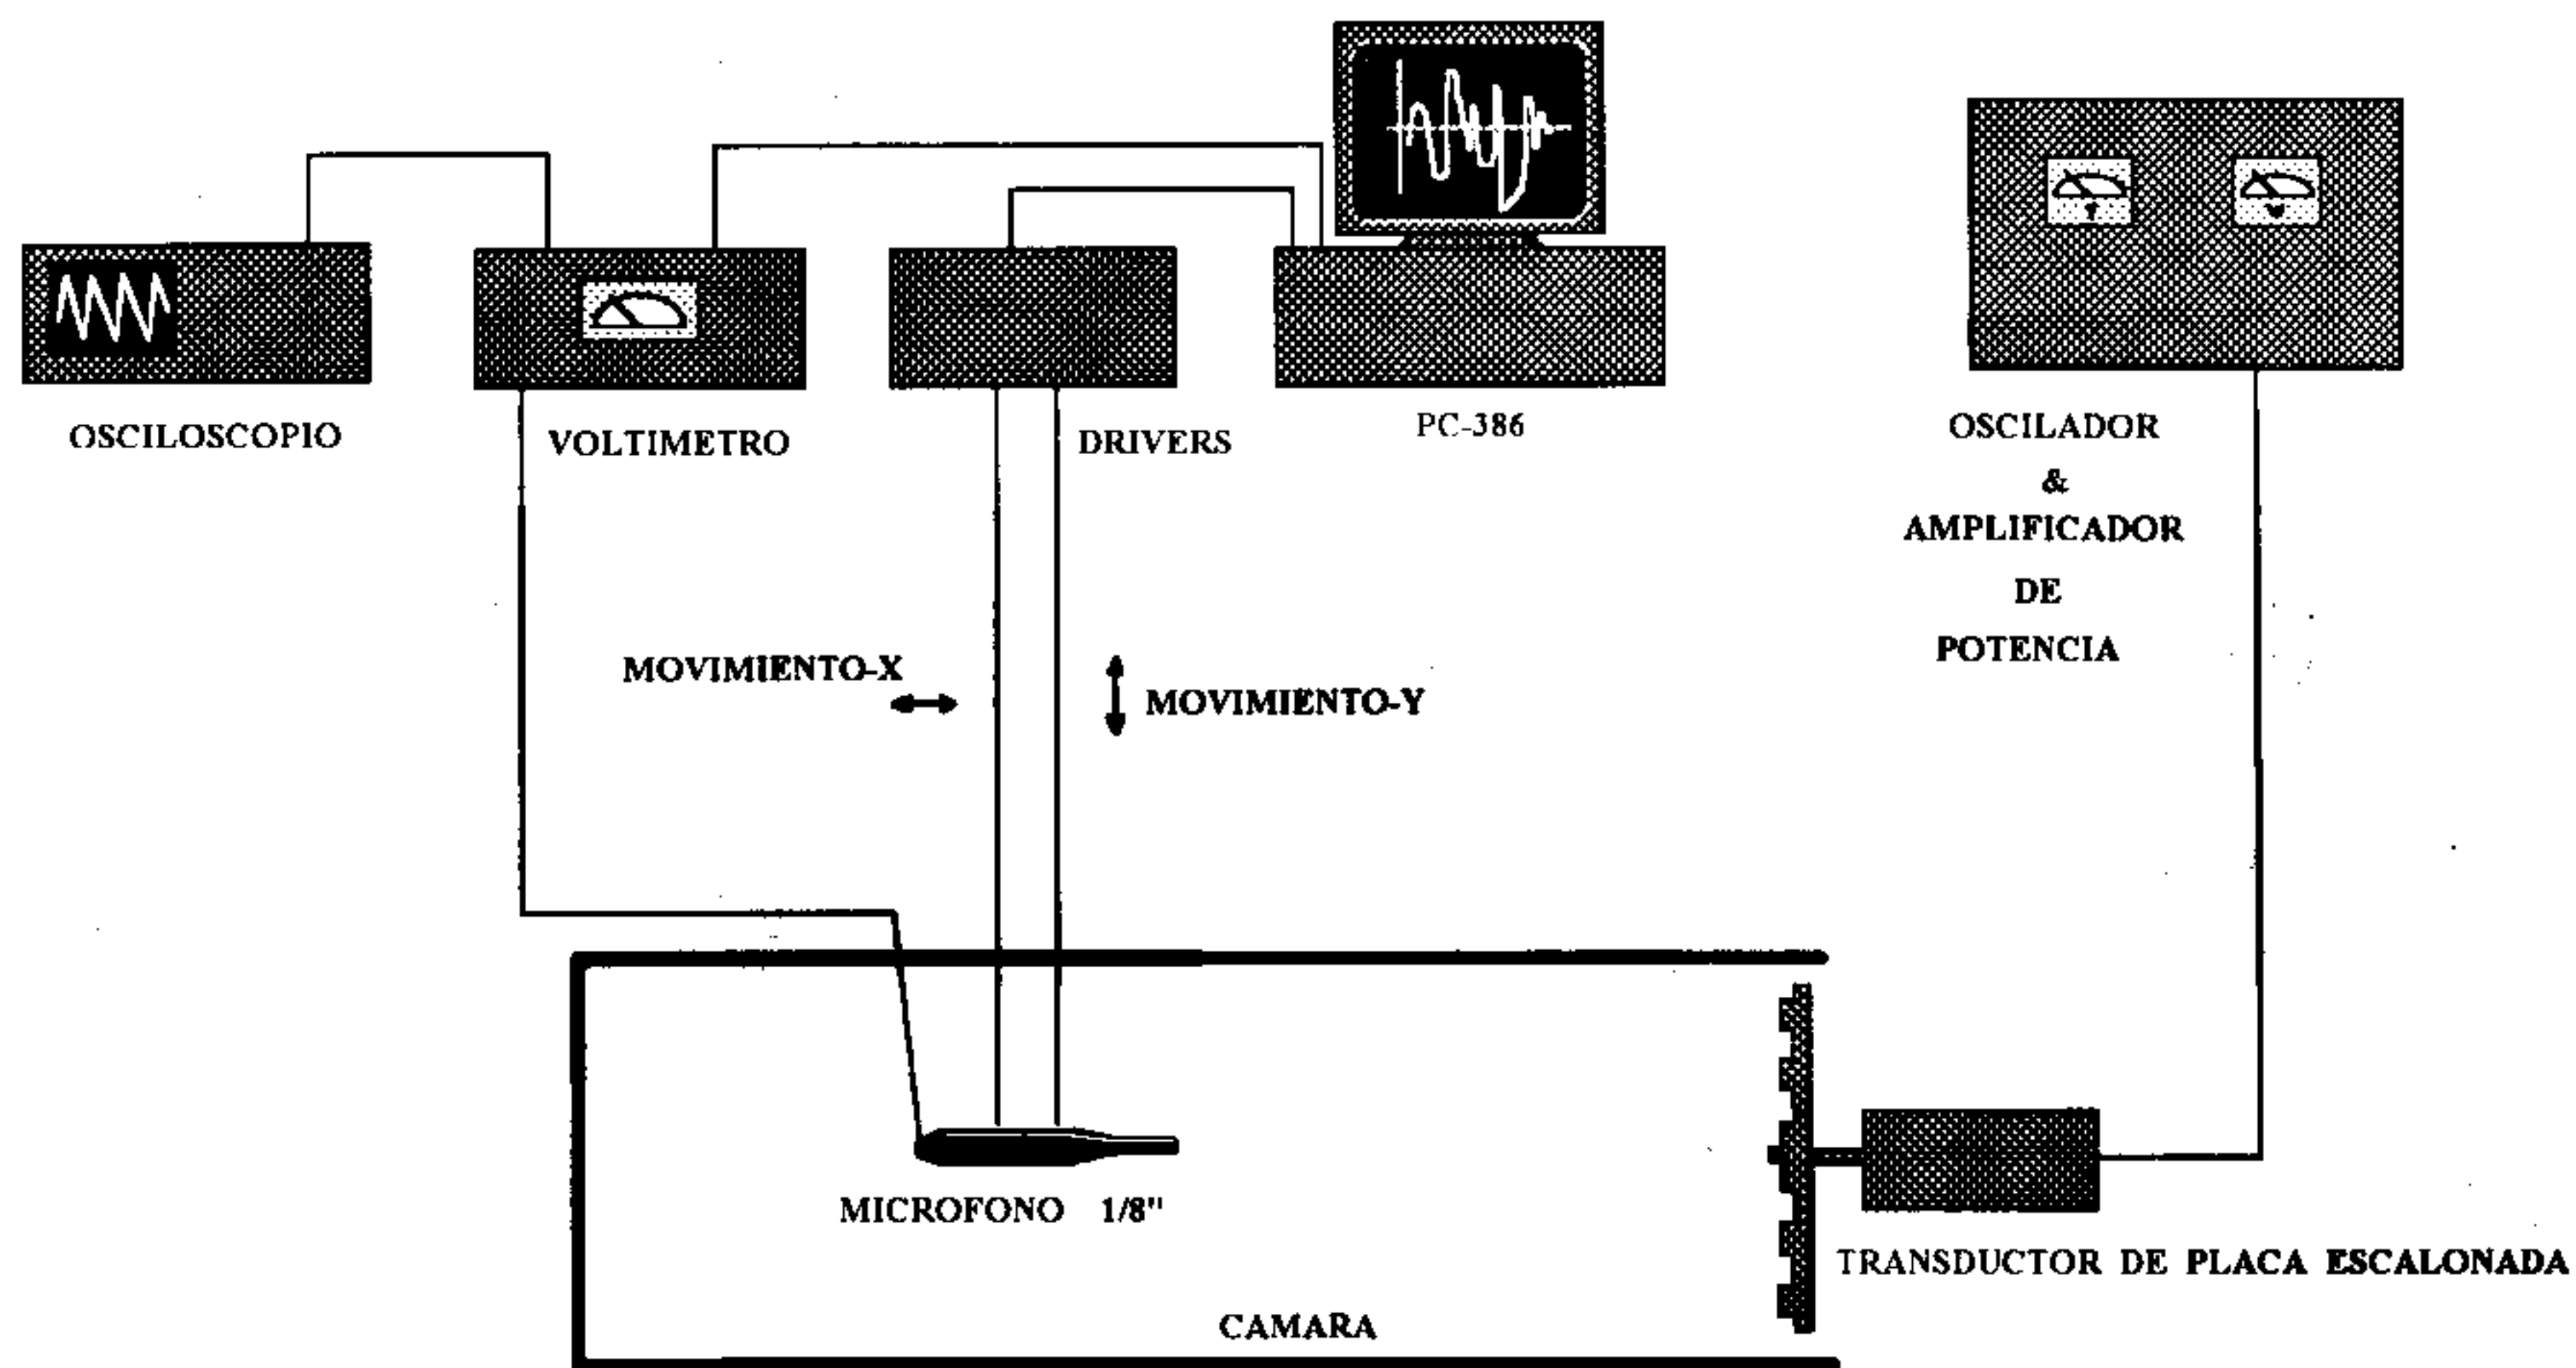 OSCILOSCOPIO
VOLTIMETRO
DRIVERS
PC-386
OSCILADOR
&
AMPLIFICADOR
DE
POTENCIA
MOVIMIENTO-X
MOVIMIENTO-Y
MICROFONO 1/8"
TRANSDUCTOR DE PLACA ESCALONADA
CAMARA